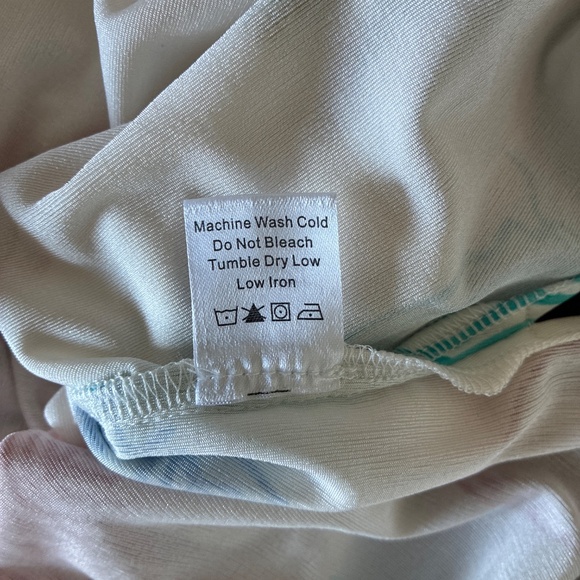 Machine Wash Cold
Do Not Bleach
Tumble Dry Low
Low Iron